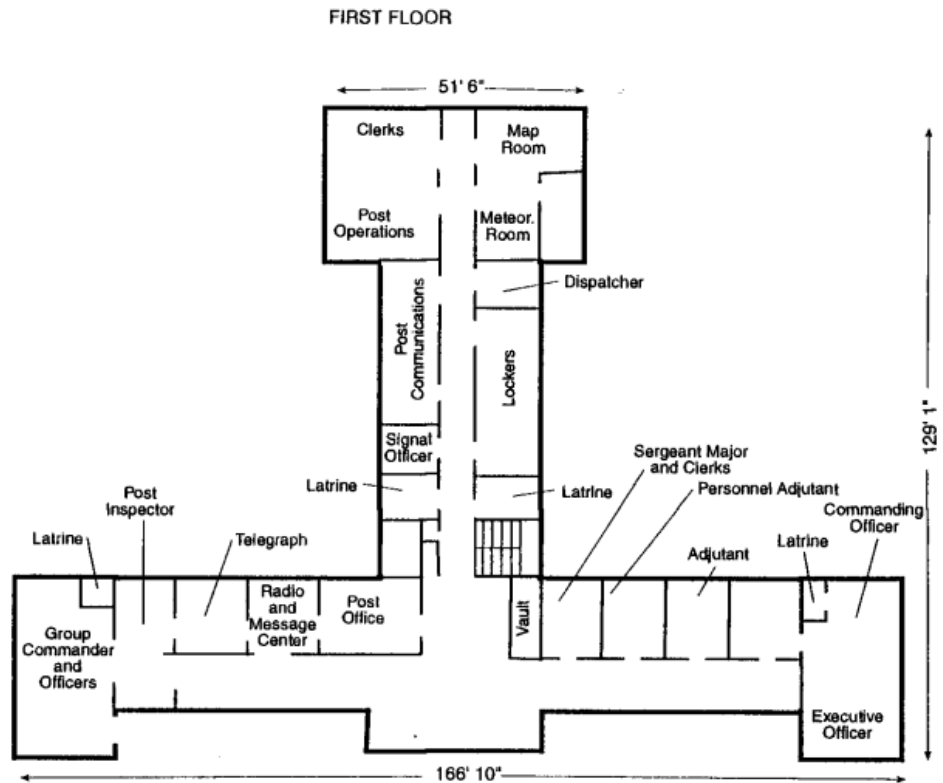 FIRST FLOOR
51' 6"
Clerks
Map
Room
Post
Operations
Meteor.
Room
Dispatcher
129' 1"
Post
Communications
Lockers
Signal
Officer
Latrine
Latrine
Sergeant Major
and Clerks
Personnel Adjutant
Commanding
Officer
Post
Inspector
Latrine
Telegraph
Adjutant
Latrine
Radio
and
Message
Center
Post
Office
Vault
Group
Commander
and
Officers
Executive
Officer
166' 10"